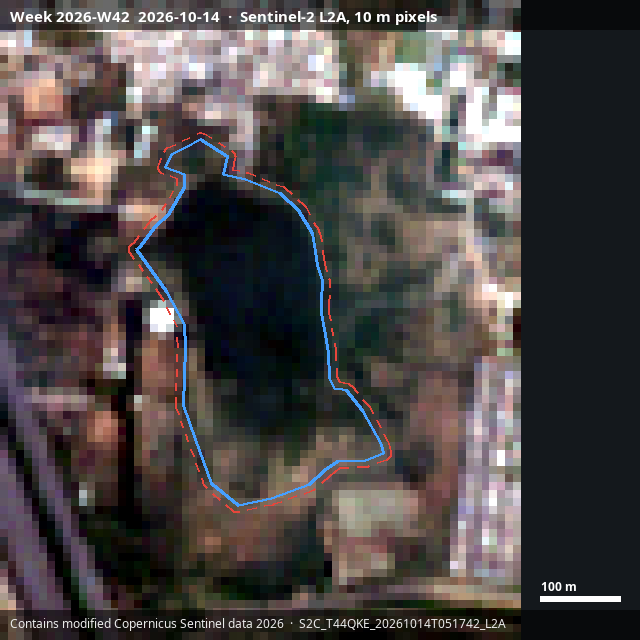 Week 2026-W42  2026-10-14  ·  Sentinel-2 L2A, 10 m pixels
100 m
Contains modified Copernicus Sentinel data 2026  ·  S2C_T44QKE_20261014T051742_L2A